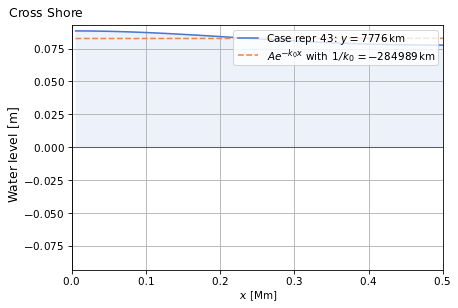 Cross Shore
Water level [m]
0.075
0.050
0.025
0.000
−0.025
−0.050
−0.075
Case repr 43: y = 7776 km
Ae^{−k₀x} with 1/k₀ = −284989 km
0.0 0.1 0.2 0.3 0.4 0.5
x [Mm]